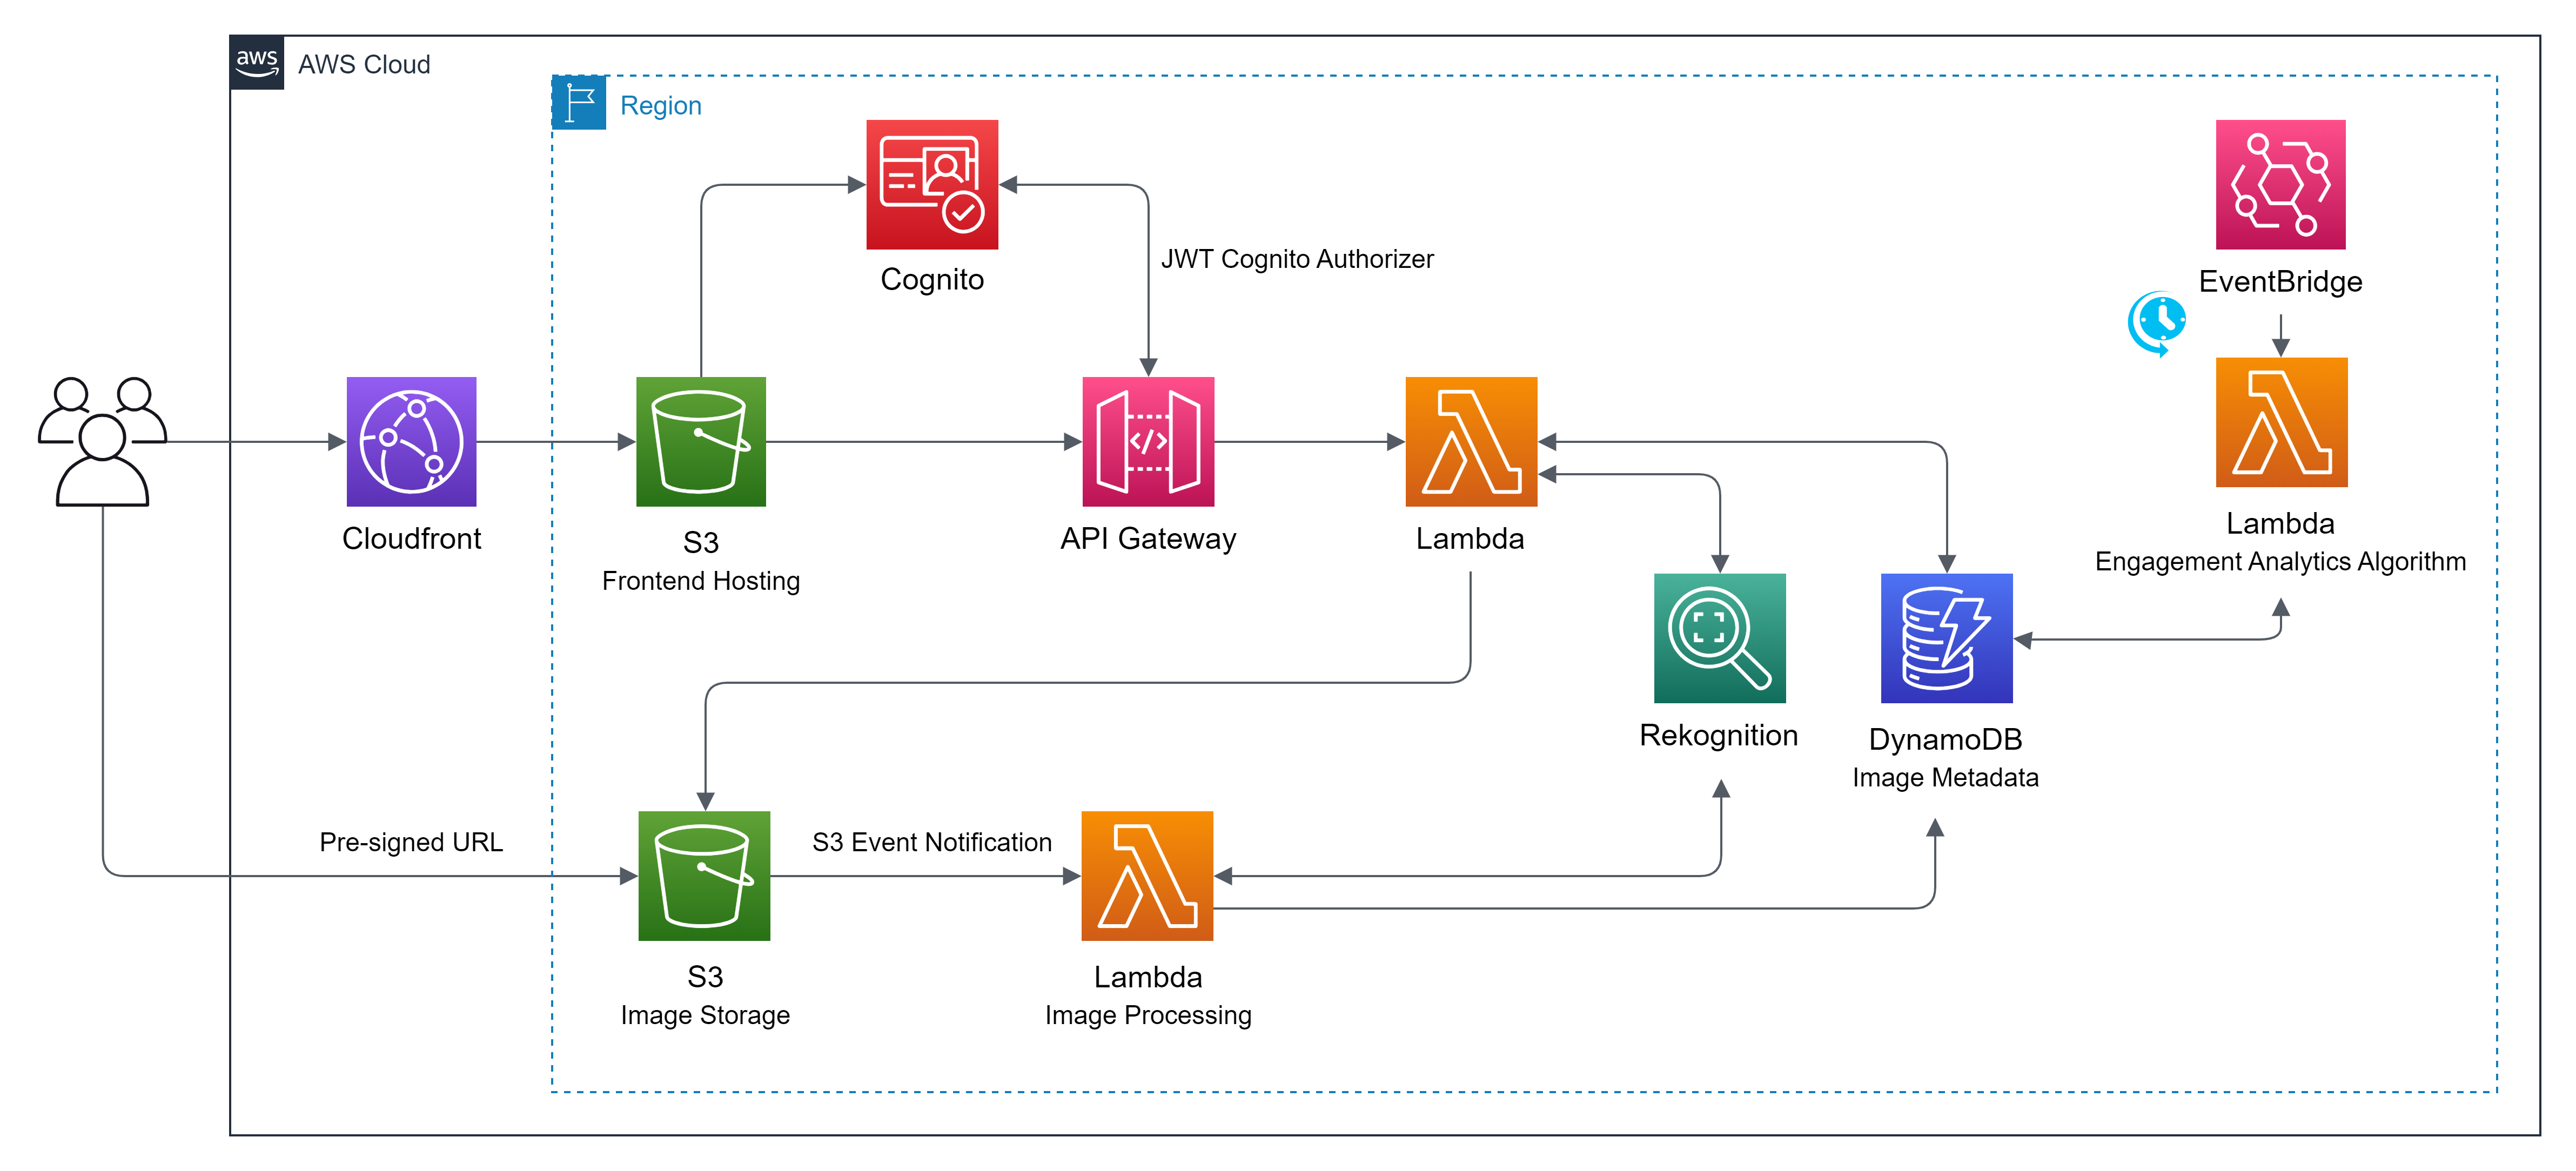 aws
AWS Cloud
Region
Cognito
JWT Cognito Authorizer
EventBridge
Cloudfront
S3
Frontend Hosting
API Gateway
Lambda
Lambda
Engagement Analytics Algorithm
Rekognition
DynamoDB
Image Metadata
Pre-signed URL
S3 Event Notification
S3
Image Storage
Lambda
Image Processing